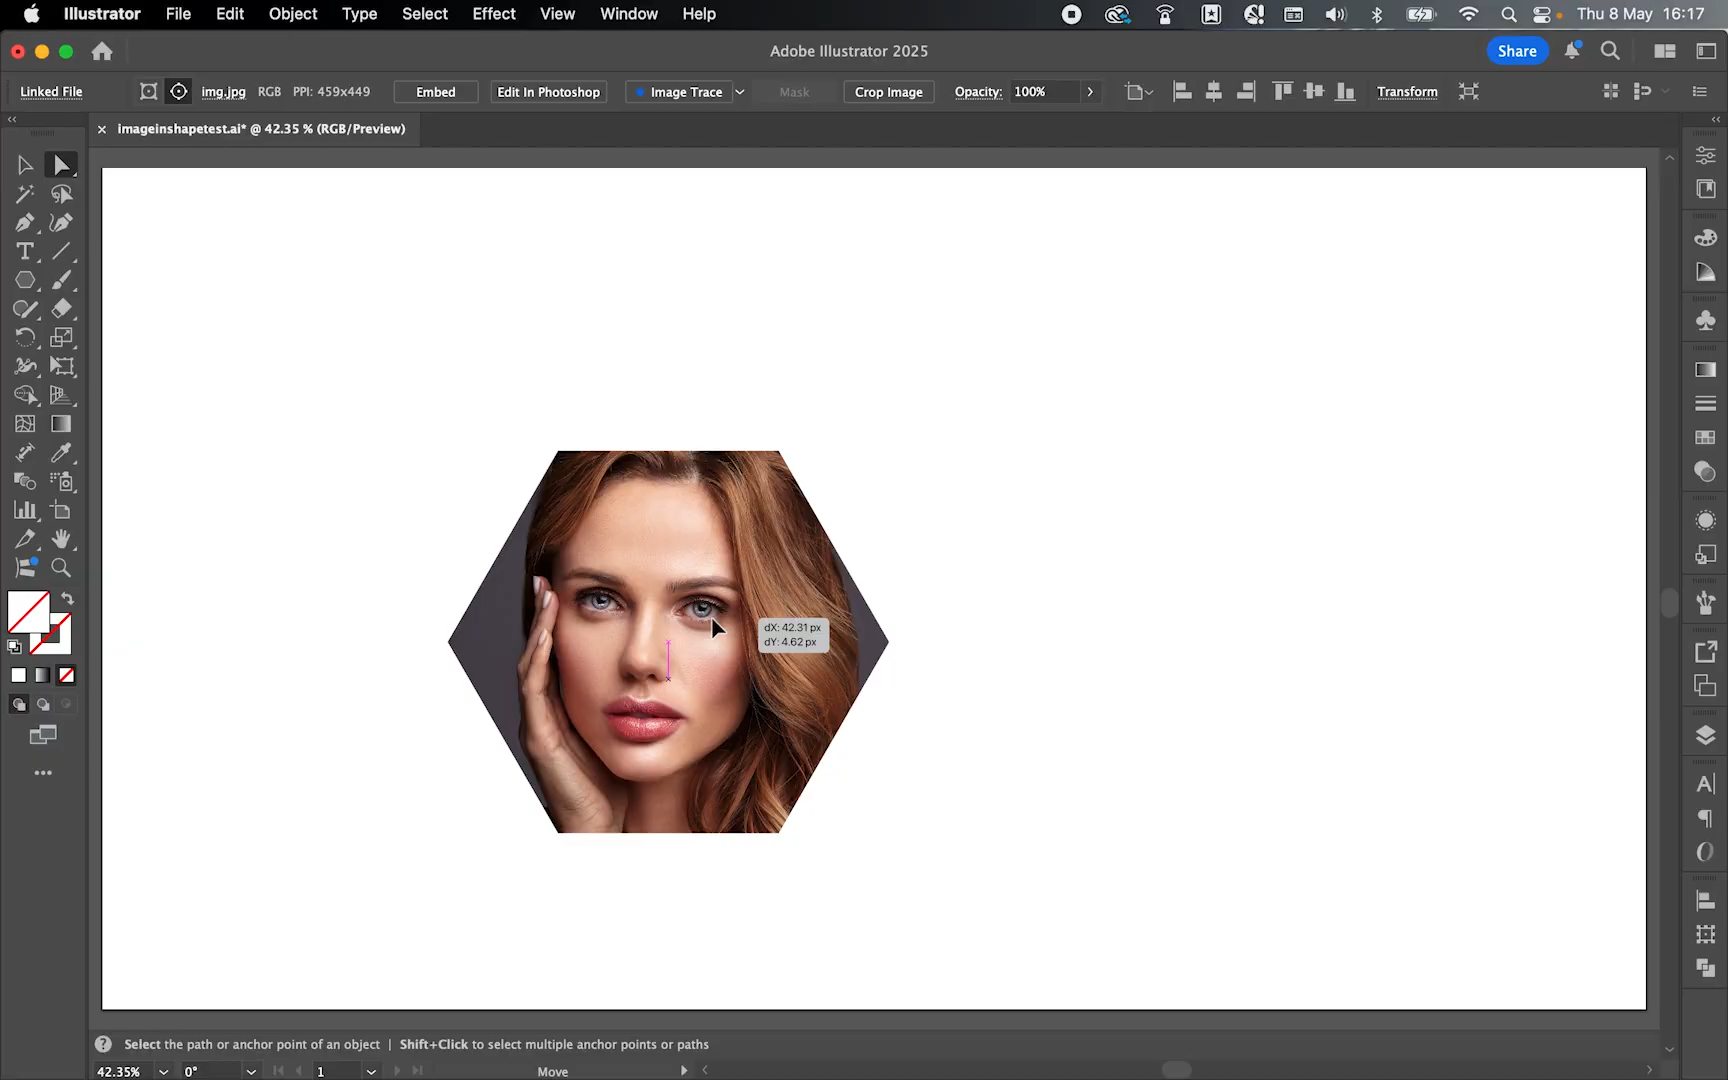 Illustrator File Edit Object Type Select Effect View Window Help Thu 8 May 16:17
Adobe Illustrator 2025 Share
Linked File img.jpg RGB PPI: 459x449 Embed Edit In Photoshop Image Trace Mask Crop Image Opacity: 100% Transform
imageinshapetest.ai* @ 42.35 % (RGB/Preview)
dX: 42.31 px
dY: 4.62 px
Select the path or anchor point of an object | Shift+Click to select multiple anchor points or paths
42.35% 0° 1 Move